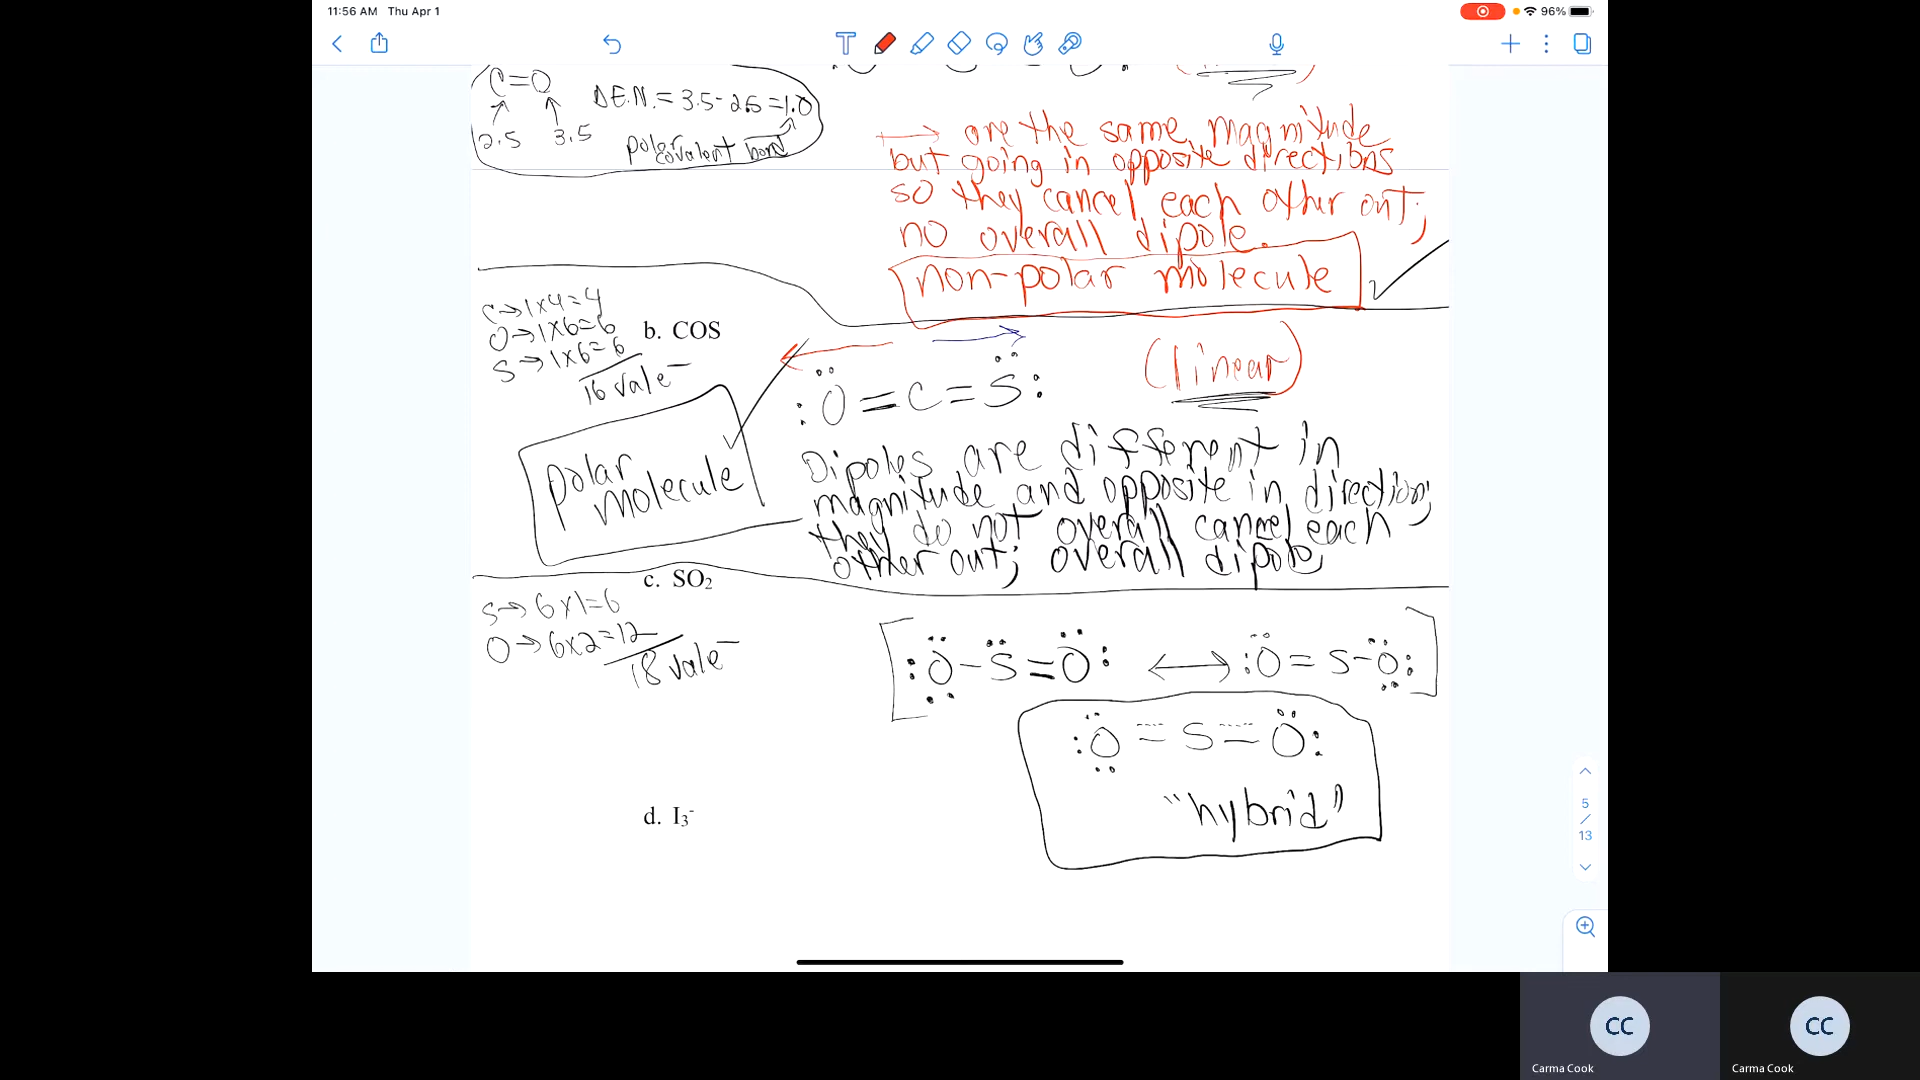 11:56 AM Thu Apr 1
96%
C=O
2.5 3.5
Δ E.N. = 3.5-2.5=1.0
polar covalent bond
are the same magnitude
but going in opposite directions
so they cancel each other out;
no overall dipole.
non-polar molecule
C→1x4=4
O→1x6=6
S→1x6=6
16 val e⁻
b. COS
(linear)
:Ö=C=S̈:
polar
molecule
Dipoles are different in
magnitude and opposite in direction;
they do not overall cancel each
other out; overall dipole
c. SO₂
S→6x1=6
O→6x2=12
18 val e⁻
[:Ö-S̈=Ö: ↔ :Ö=S-Ö:]
:Ö=S=Ö:
"hybrid"
d. I₃⁻
5
/
13
CC
Carma Cook
CC
Carma Cook